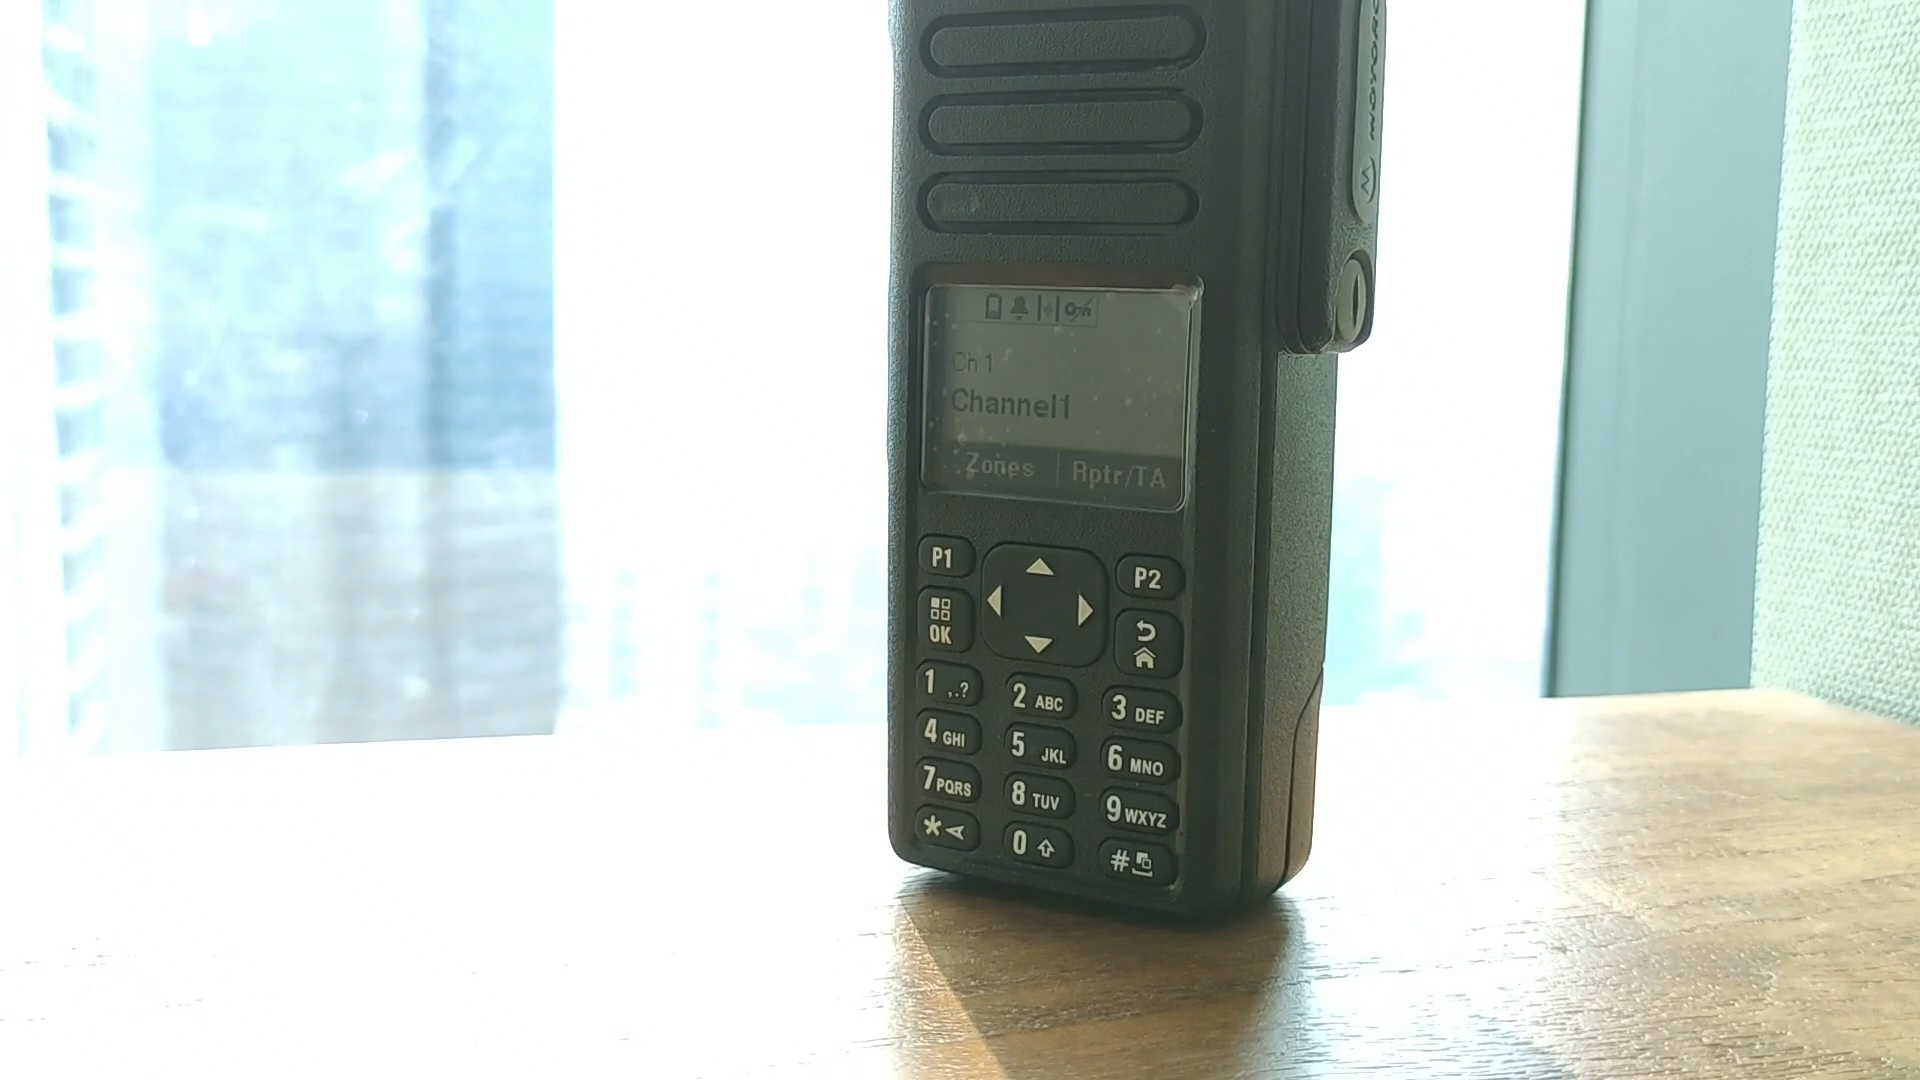 MOTOROLA
Ch 1
Channel1
Zones Rptr/TA
P1 P2
OK
1 ,.? 2 ABC 3 DEF
4 GHI 5 JKL 6 MNO
7 PQRS 8 TUV 9 WXYZ
* 0 #